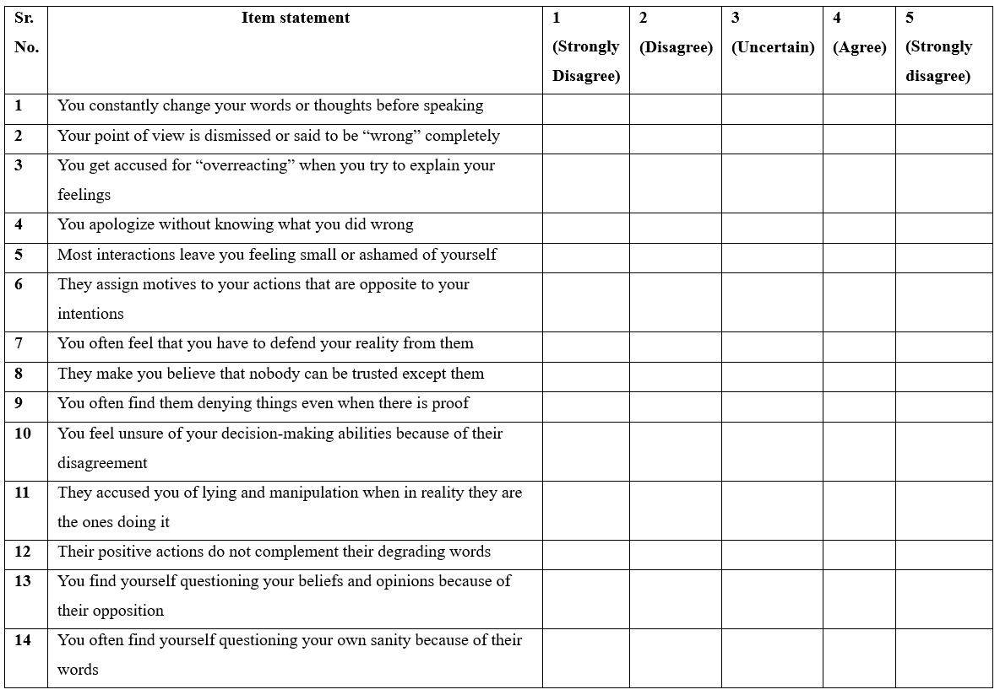 Sr. No. Item statement 1 (Strongly Disagree) 2 (Disagree) 3 (Uncertain) 4 (Agree) 5 (Strongly disagree)
1 You constantly change your words or thoughts before speaking
2 Your point of view is dismissed or said to be “wrong” completely
3 You get accused for “overreacting” when you try to explain your
feelings
4 You apologize without knowing what you did wrong
5 Most interactions leave you feeling small or ashamed of yourself
6 They assign motives to your actions that are opposite to your
intentions
7 You often feel that you have to defend your reality from them
8 They make you believe that nobody can be trusted except them
9 You often find them denying things even when there is proof
10 You feel unsure of your decision-making abilities because of their
disagreement
11 They accused you of lying and manipulation when in reality they are
the ones doing it
12 Their positive actions do not complement their degrading words
13 You find yourself questioning your beliefs and opinions because of
their opposition
14 You often find yourself questioning your own sanity because of their
words